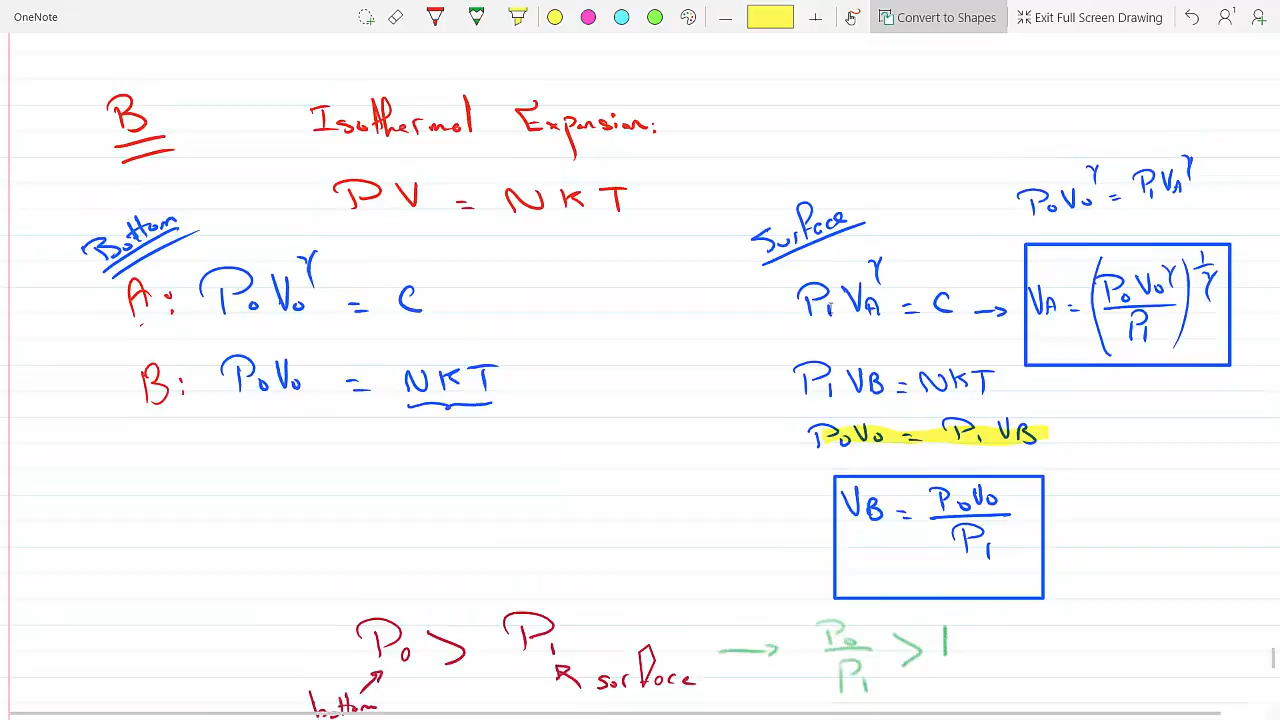 OneNote
Convert to Shapes
Exit Full Screen Drawing
B
Isothermal Expansion:
PV = NKT
Bottom
A: P₀V₀^γ = C
B: P₀V₀ = NKT
Surface
P₀V₀^γ = P₁V_A^γ
P₁V_A^γ = C → V_A = (P₀V₀^γ / P₁)^(1/γ)
P₁V_B = NKT
P₀V₀ = P₁V_B
V_B = P₀V₀ / P₁
P₀ > P₁ → P₀/P₁ > 1
bottom
surface